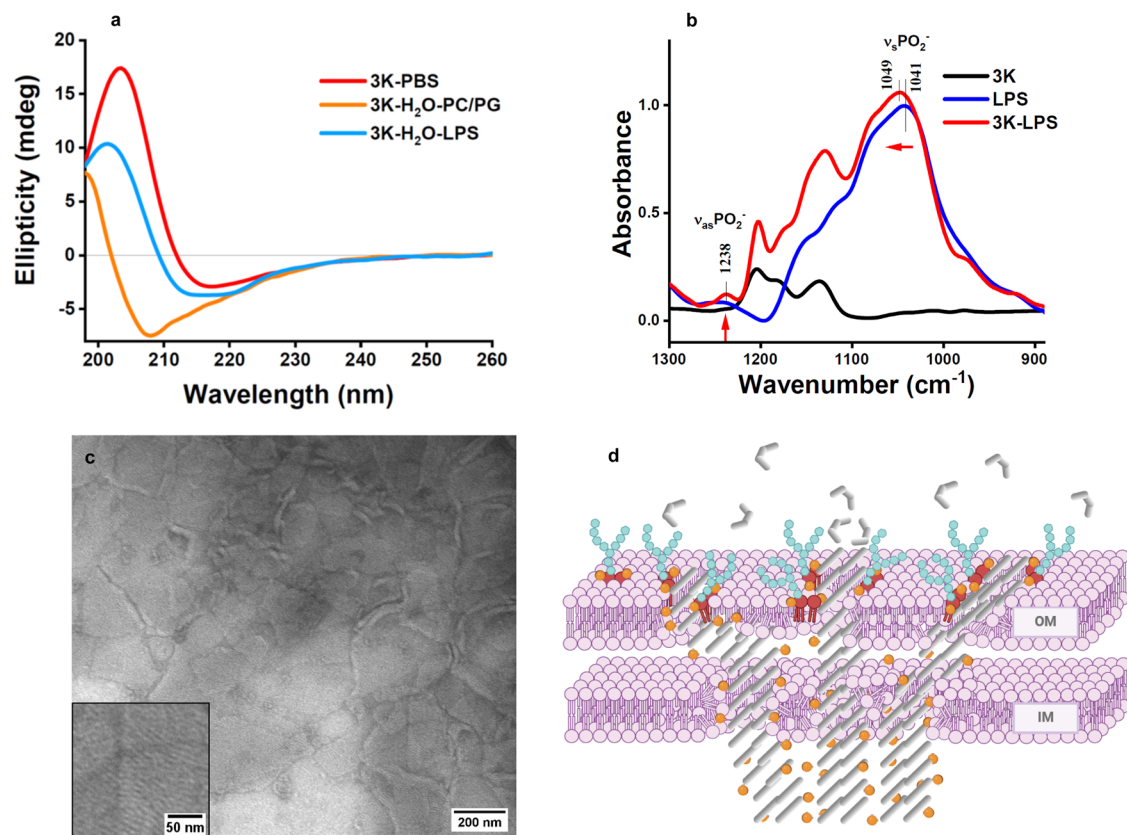 a
20
15
10
5
0
-5
Ellipticity (mdeg)
3K-PBS
3K-H₂O-PC/PG
3K-H₂O-LPS
200 210 220 230 240 250 260
Wavelength (nm)
b
νₛPO₂⁻
1049
1041
3K
LPS
3K-LPS
1.0
0.5
0.0
Absorbance
νₐₛPO₂⁻
1238
1300 1200 1100 1000 900
Wavenumber (cm⁻¹)
c
50 nm
200 nm
d
OM
IM